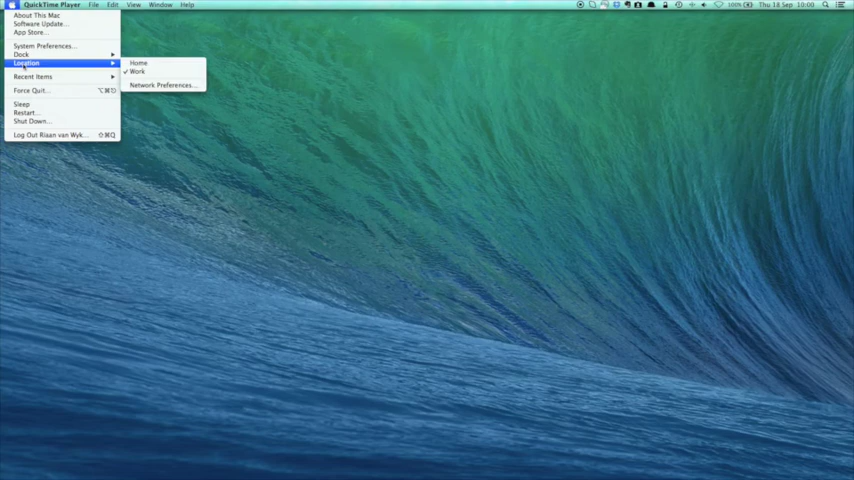 QuickTime Player File Edit View Window Help 100% Thu 18 Sep 10:00
About This Mac
Software Update...
App Store...
System Preferences...
Dock
Location
Home
✓ Work
Recent Items
Network Preferences...
Force Quit...
Sleep
Restart...
Shut Down...
Log Out Riaan van Wyk... ⇧⌘Q